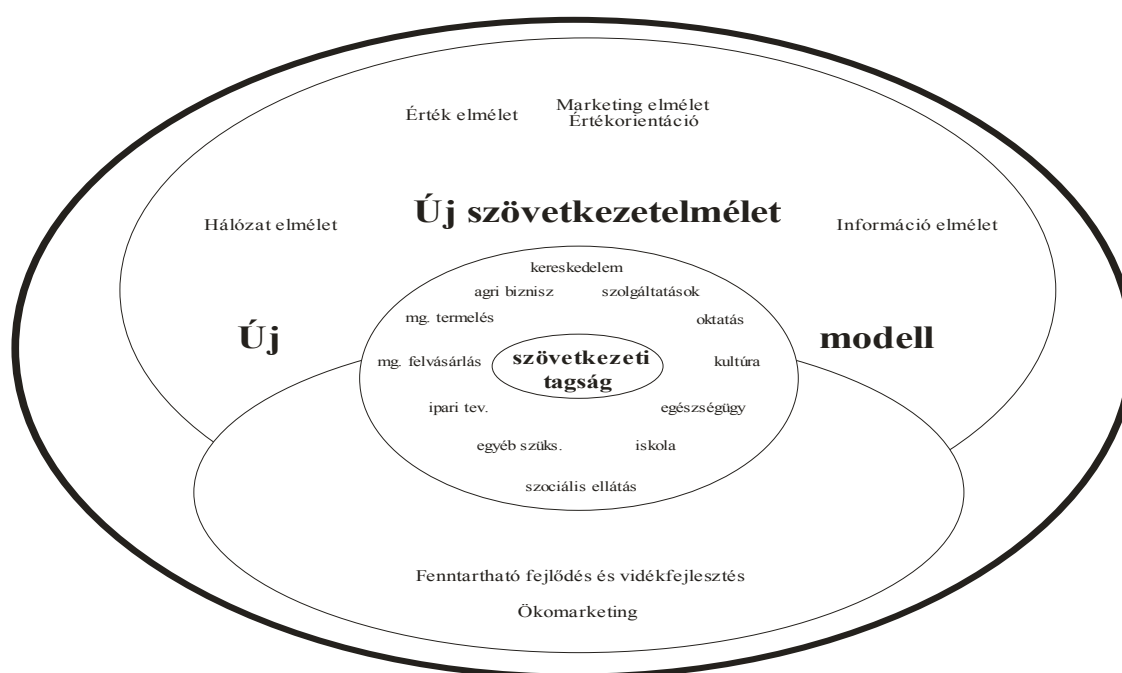 Érték elmélet
Marketing elmélet
Értékorientáció
Új szövetkezetelmélet
Hálózat elmélet
Információ elmélet
kereskedelem
agri biznisz
szolgáltatások
mg. termelés
oktatás
Új
modell
mg. felvásárlás
szövetkezeti
tagság
kultúra
ipari tev.
egészségügy
egyéb szüks.
iskola
szociális ellátás
Fenntartható fejlődés és vidékfejlesztés
Ökomarketing